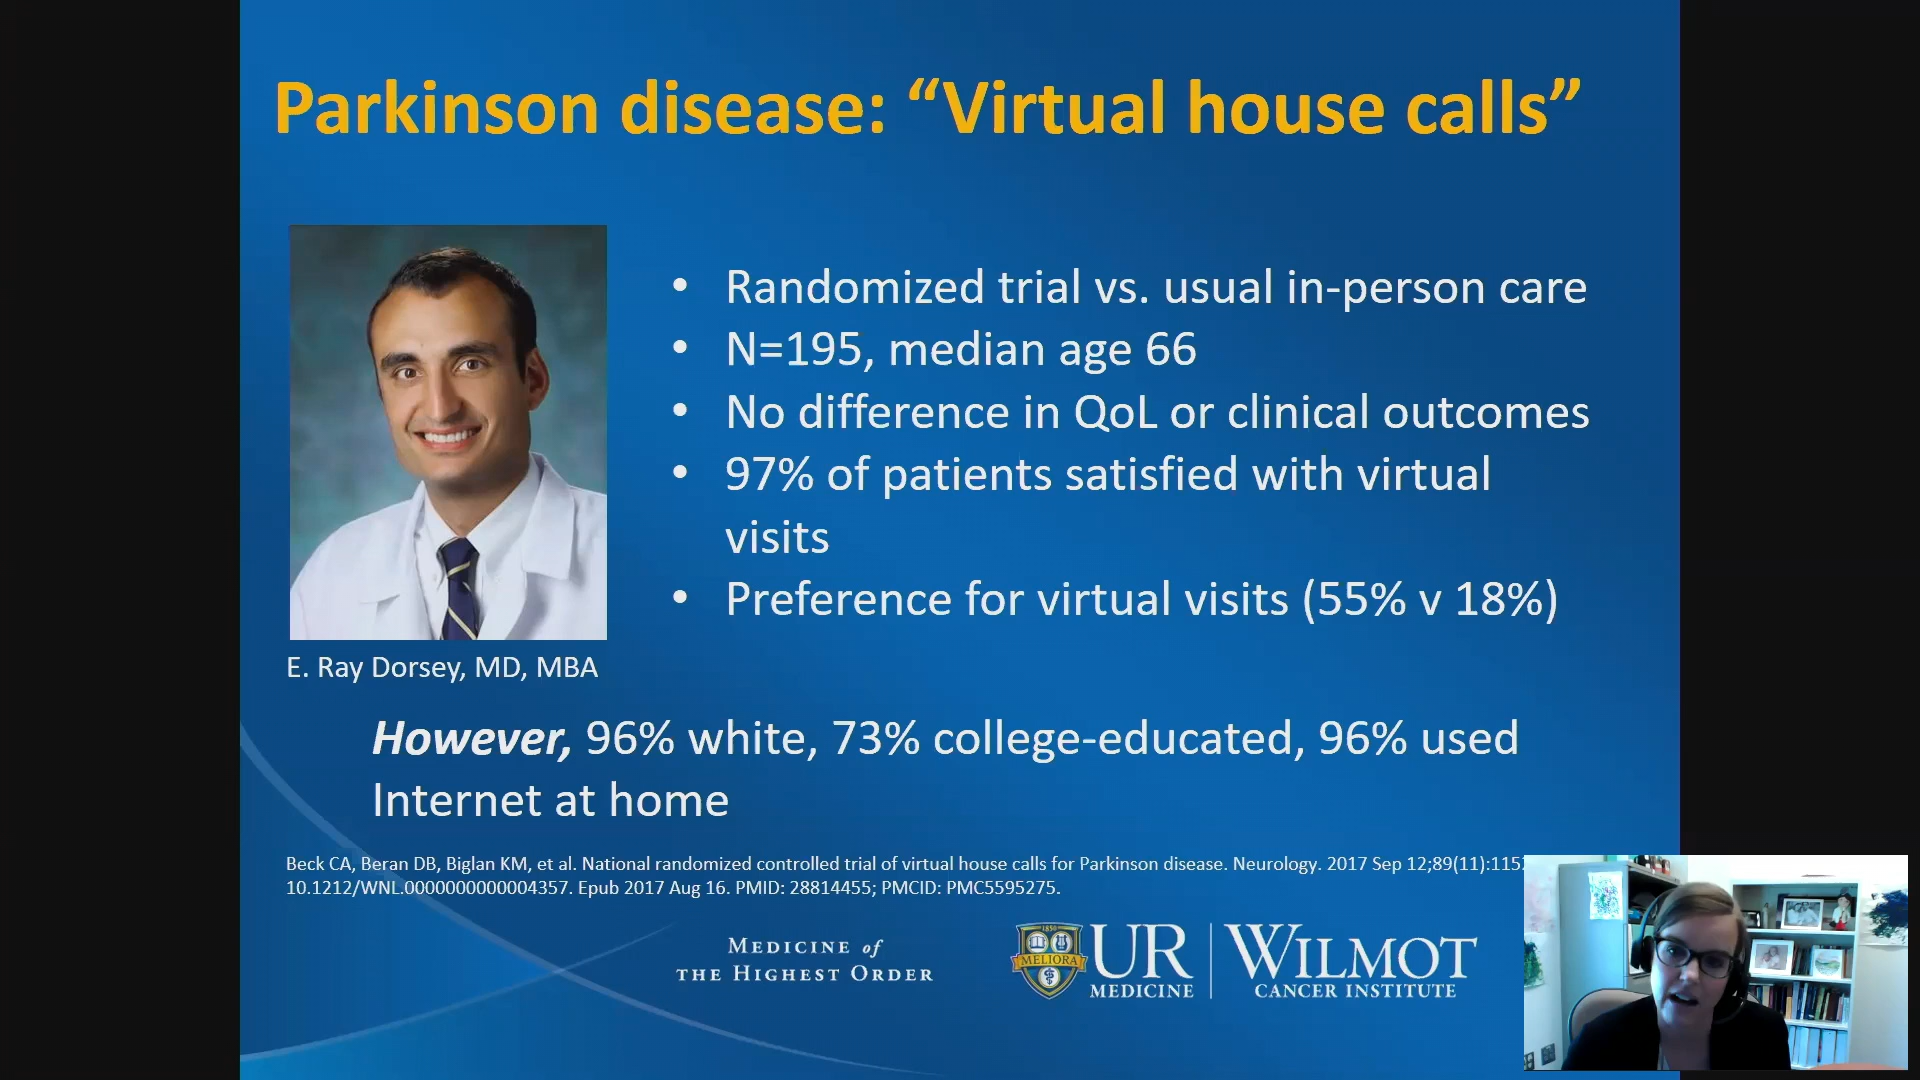 Parkinson disease: “Virtual house calls”
• Randomized trial vs. usual in-person care
• N=195, median age 66
• No difference in QoL or clinical outcomes
• 97% of patients satisfied with virtual
visits
• Preference for virtual visits (55% v 18%)
E. Ray Dorsey, MD, MBA
However, 96% white, 73% college-educated, 96% used
Internet at home
Beck CA, Beran DB, Biglan KM, et al. National randomized controlled trial of virtual house calls for Parkinson disease. Neurology. 2017 Sep 12;89(11):115
10.1212/WNL.0000000000004357. Epub 2017 Aug 16. PMID: 28814455; PMCID: PMC5595275.
MEDICINE of
THE HIGHEST ORDER
1850
MELIORA
UR
MEDICINE
WILMOT
CANCER INSTITUTE